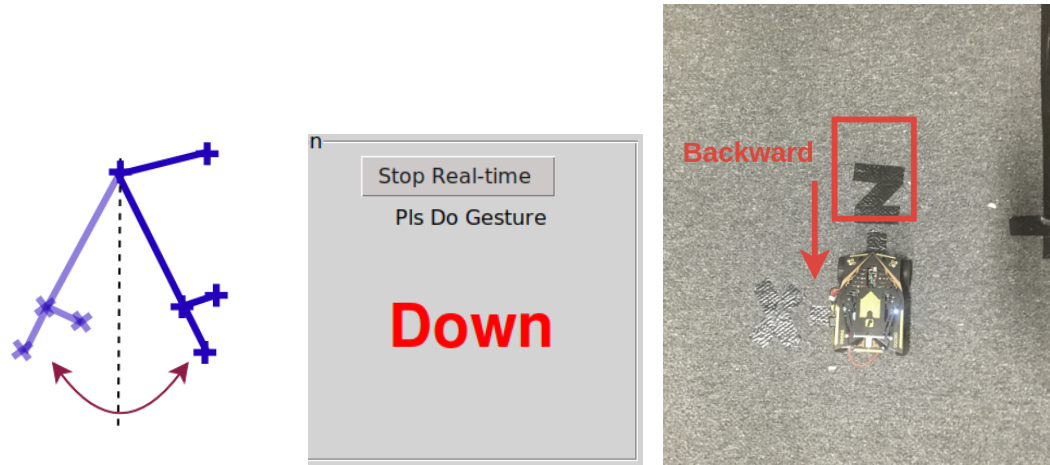 n
Stop Real-time
Pls Do Gesture
Down
Backward
Z
X